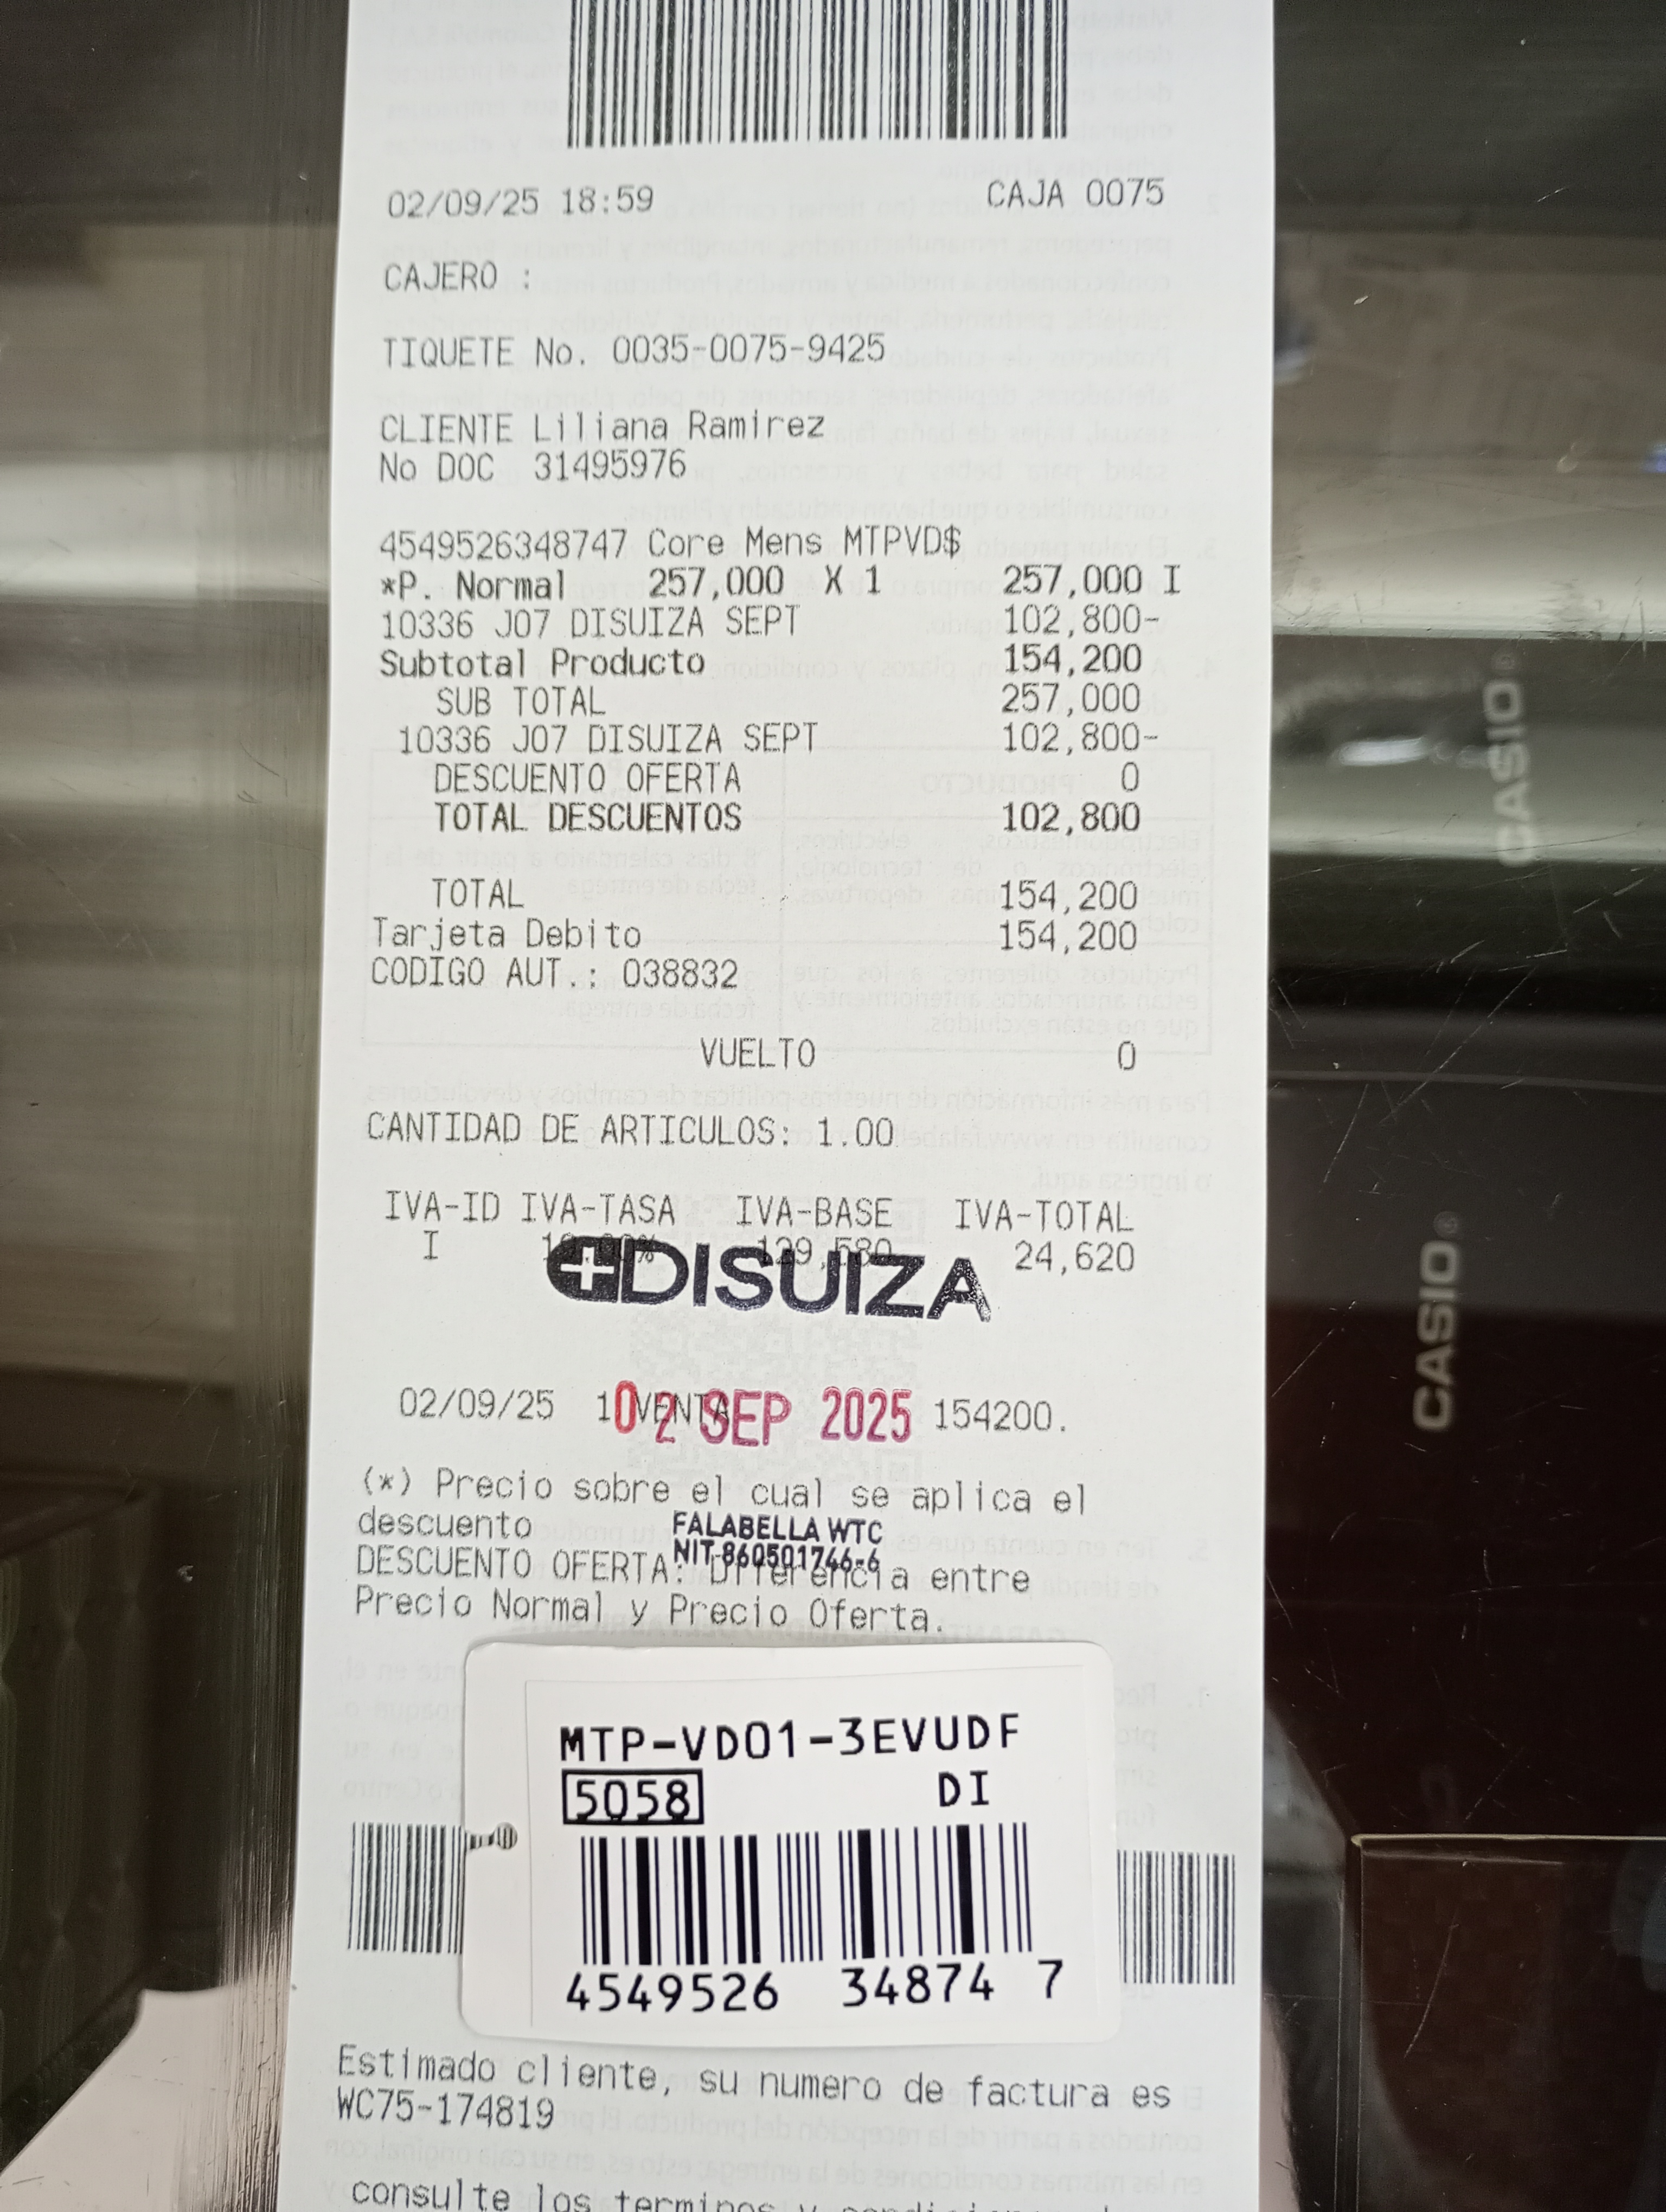 02/09/25 18:59 CAJA 0075
CAJERO :
TIQUETE No. 0035-0075-9425
CLIENTE Liliana Ramirez
No DOC 31495976
4549526348747 Core Mens MTPVD$
*P. Normal 257,000 X 1 257,000 I
10336 J07 DISUIZA SEPT 102,800-
Subtotal Producto 154,200
SUB TOTAL 257,000
10336 J07 DISUIZA SEPT 102,800-
DESCUENTO OFERTA 0
TOTAL DESCUENTOS 102,800
TOTAL 154,200
Tarjeta Debito 154,200
CODIGO AUT.: 038832
VUELTO 0
CANTIDAD DE ARTICULOS: 1.00
IVA-ID IVA-TASA IVA-BASE IVA-TOTAL
I 129,580 24,620
DISUIZA
02/09/25 VENTA 154200.
02 SEP 2025
(*) Precio sobre el cual se aplica el
descuento
FALABELLA WTC
NIT 860501746-6
DESCUENTO OFERTA: Diferencia entre
Precio Normal y Precio Oferta.
MTP-VD01-3EVUDF
5058 DI
4549526 34874 7
Estimado cliente, su numero de factura es
WC75-174819
consulte los terminos y
CASIO
CASIO